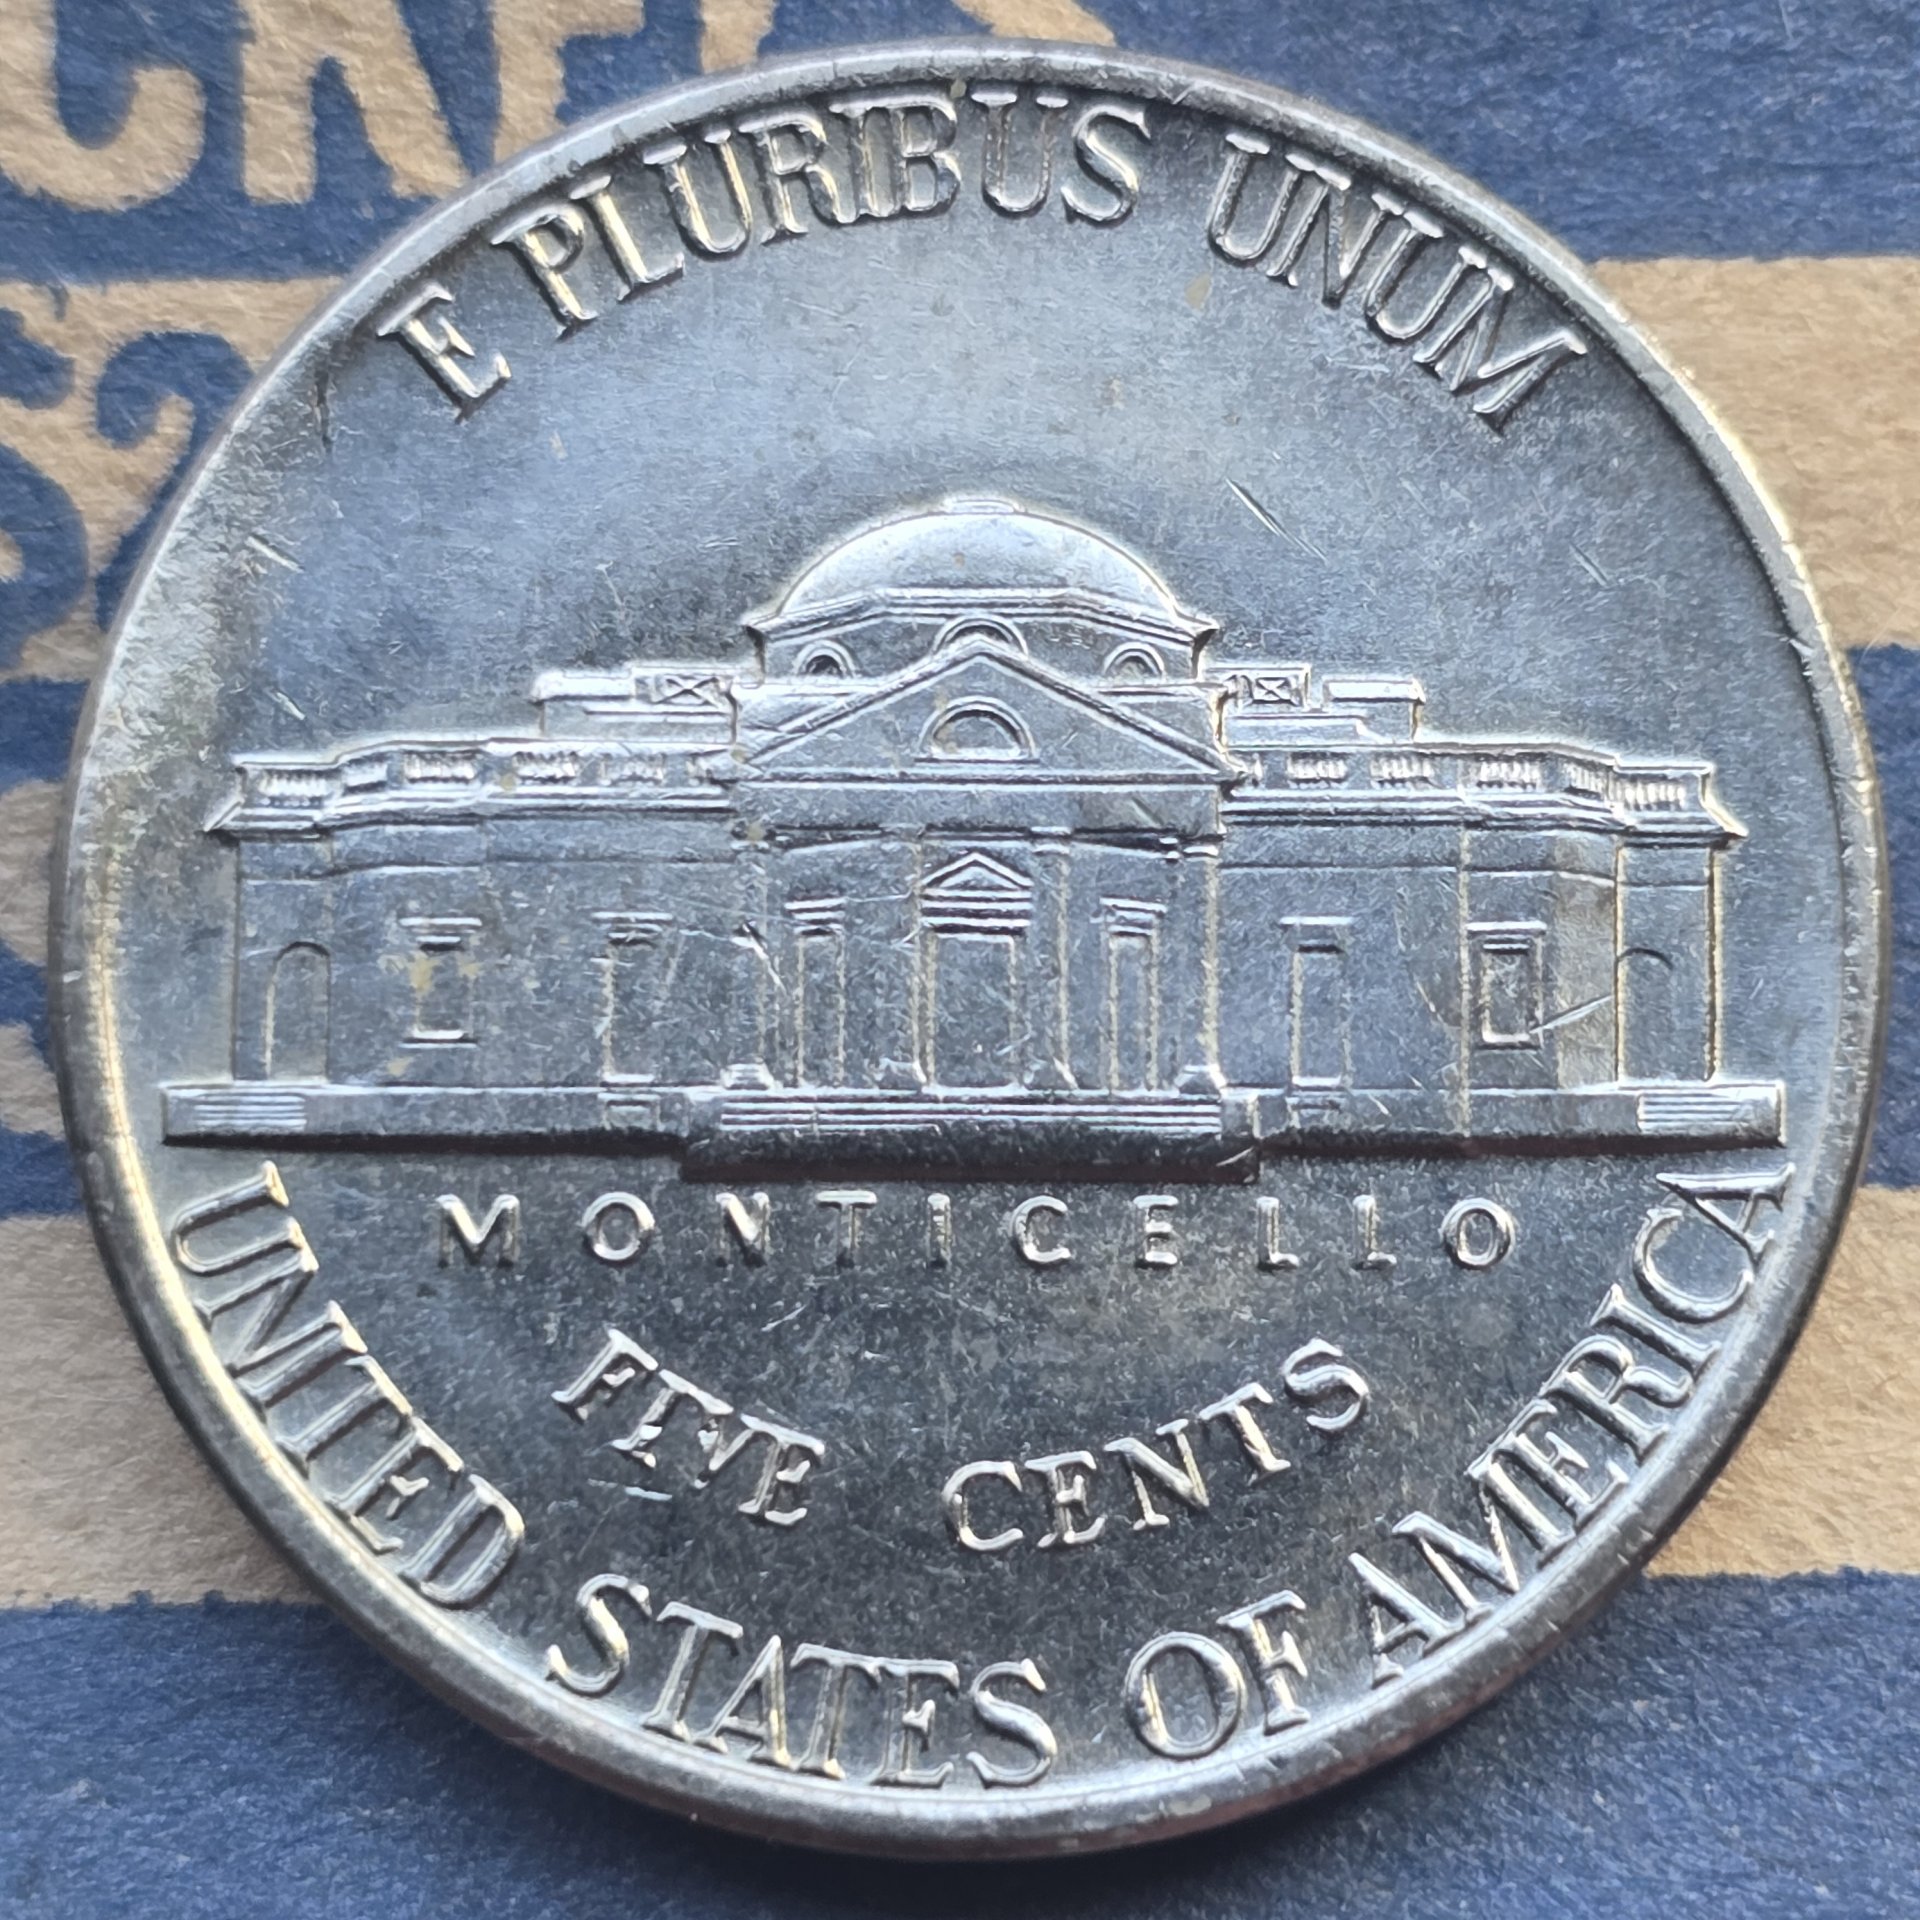 E PLURIBUS UNUM
MONTICELLO
FIVE CENTS
UNITED STATES OF AMERICA